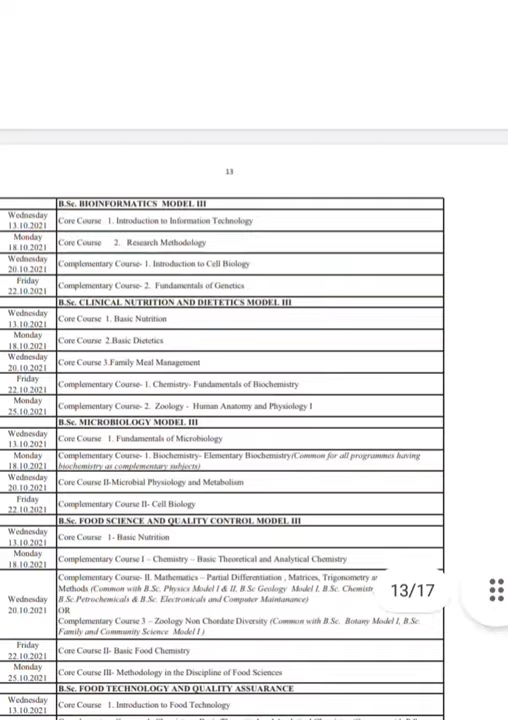 13
B.Sc. BIOINFORMATICS MODEL III
Wednesday 13.10.2021 Core Course 1. Introduction to Information Technology
Monday 18.10.2021 Core Course 2. Research Methodology
Wednesday 20.10.2021 Complementary Course- 1. Introduction to Cell Biology
Friday 22.10.2021 Complementary Course- 2. Fundamentals of Genetics
B.Sc. CLINICAL NUTRITION AND DIETETICS MODEL III
Wednesday 13.10.2021 Core Course 1. Basic Nutrition
Monday 18.10.2021 Core Course 2.Basic Dietetics
Wednesday 20.10.2021 Core Course 3.Family Meal Management
Friday 22.10.2021 Complementary Course- 1. Chemistry- Fundamentals of Biochemistry
Monday 25.10.2021 Complementary Course- 2. Zoology - Human Anatomy and Physiology I
B.Sc. MICROBIOLOGY MODEL III
Wednesday 13.10.2021 Core Course 1. Fundamentals of Microbiology
Monday 18.10.2021 Complementary Course- 1. Biochemistry- Elementary Biochemistry(Common for all programmes having
biochemistry as complementary subjects)
Wednesday 20.10.2021 Core Course II-Microbial Physiology and Metabolism
Friday 22.10.2021 Complementary Course II- Cell Biology
B.Sc. FOOD SCIENCE AND QUALITY CONTROL MODEL III
Wednesday 13.10.2021 Core Course 1- Basic Nutrition
Monday 18.10.2021 Complementary Course I – Chemistry – Basic Theoretical and Analytical Chemistry
Wednesday 20.10.2021 Complementary Course- II. Mathematics – Partial Differentiation , Matrices, Trigonometry
Methods (Common with B.Sc. Physics Model I & II, B.Sc Geology Model I, B.Sc.
B.Sc.Petrochemicals & B.Sc. Electronicals and Computer Maintanance)
OR
Complementary Course 3 – Zoology Non Chordate Diversity (Common with B.Sc. Botany Model I, B.Sc.
Family and Community Science Model I )
13/17
Friday 22.10.2021 Core Course II- Basic Food Chemistry
Monday 25.10.2021 Core Course III- Methodology in the Discipline of Food Sciences
B.Sc. FOOD TECHNOLOGY AND QUALITY ASSUARANCE
Wednesday 13.10.2021 Core Course 1. Introduction to Food Technology